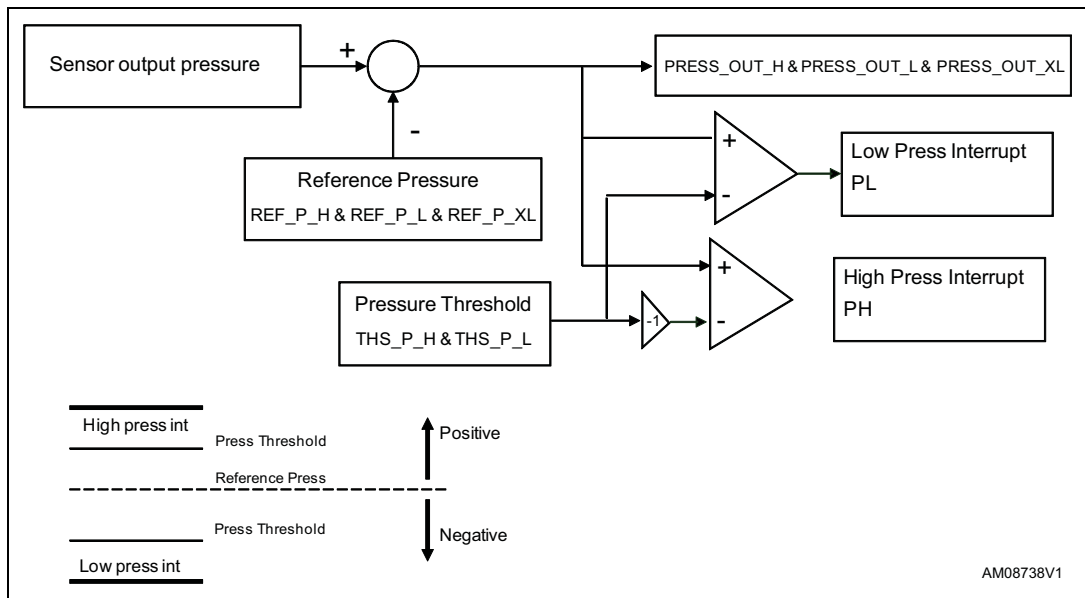 Sensor output pressure
+
-
PRESS_OUT_H & PRESS_OUT_L & PRESS_OUT_XL
Reference Pressure
REF_P_H & REF_P_L & REF_P_XL
+
-
Low Press Interrupt
PL
Pressure Threshold
THS_P_H & THS_P_L
-1
+
-
High Press Interrupt
PH
High press int
Press Threshold
Reference Press
Press Threshold
Low press int
Positive
Negative
AM08738V1